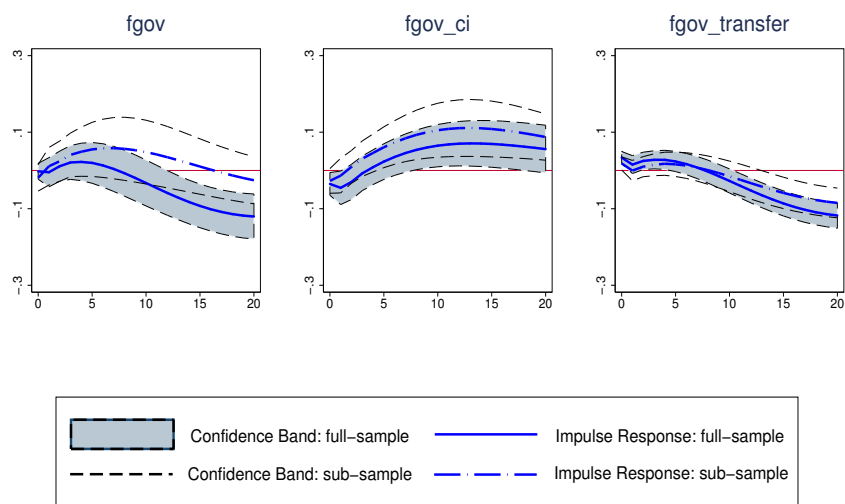 fgov fgov_ci fgov_transfer
.3 .3 .3
.1 .1 .1
−.1 −.1 −.1
−.3 −.3 −.3
0 5 10 15 20 0 5 10 15 20 0 5 10 15 20
Confidence Band: full−sample Impulse Response: full−sample
Confidence Band: sub−sample Impulse Response: sub−sample